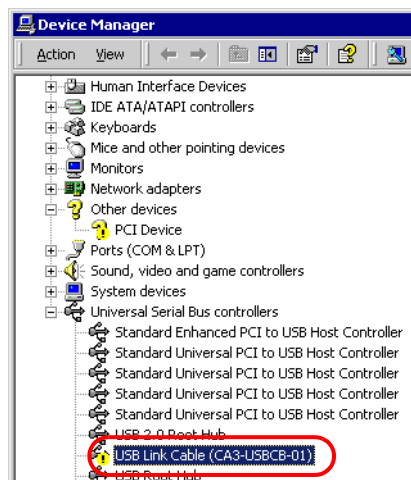 Device Manager
Action View
Human Interface Devices
IDE ATA/ATAPI controllers
Keyboards
Mice and other pointing devices
Monitors
Network adapters
Other devices
PCI Device
Ports (COM & LPT)
Sound, video and game controllers
System devices
Universal Serial Bus controllers
Standard Enhanced PCI to USB Host Controller
Standard Universal PCI to USB Host Controller
Standard Universal PCI to USB Host Controller
Standard Universal PCI to USB Host Controller
Standard Universal PCI to USB Host Controller
USB 2.0 Root Hub
USB Link Cable (CA3-USBCB-01)
USB Root Hub